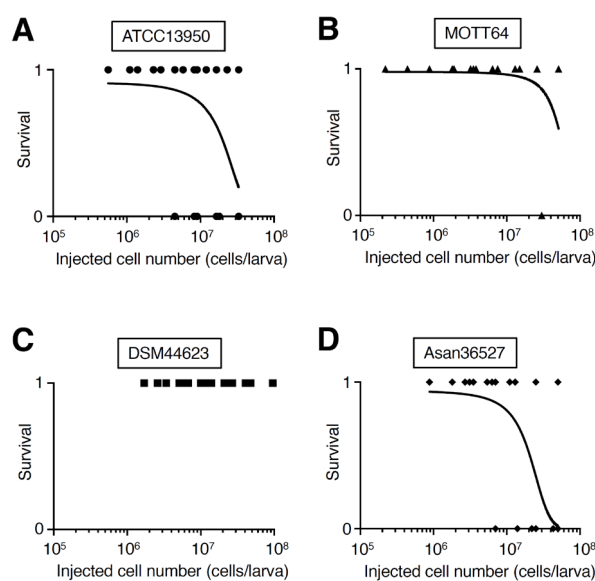 A
ATCC13950
1
Survival
0
10⁵ 10⁶ 10⁷ 10⁸
Injected cell number (cells/larva)
B
MOTT64
1
Survival
0
10⁵ 10⁶ 10⁷ 10⁸
Injected cell number (cells/larva)
C
DSM44623
1
Survival
0
10⁵ 10⁶ 10⁷ 10⁸
Injected cell number (cells/larva)
D
Asan36527
1
Survival
0
10⁵ 10⁶ 10⁷ 10⁸
Injected cell number (cells/larva)